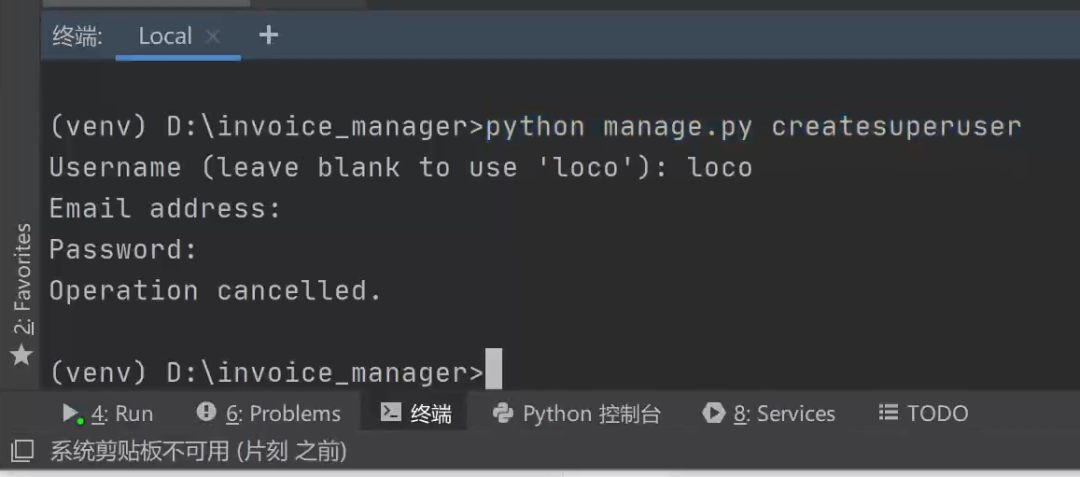 终端: Local × +
(venv) D:\invoice_manager>python manage.py createsuperuser
Username (leave blank to use 'loco'): loco
Email address:
Password:
Operation cancelled.
(venv) D:\invoice_manager>
2: Favorites
4: Run 6: Problems 终端 Python 控制台 8: Services TODO
系统剪贴板不可用 (片刻 之前)